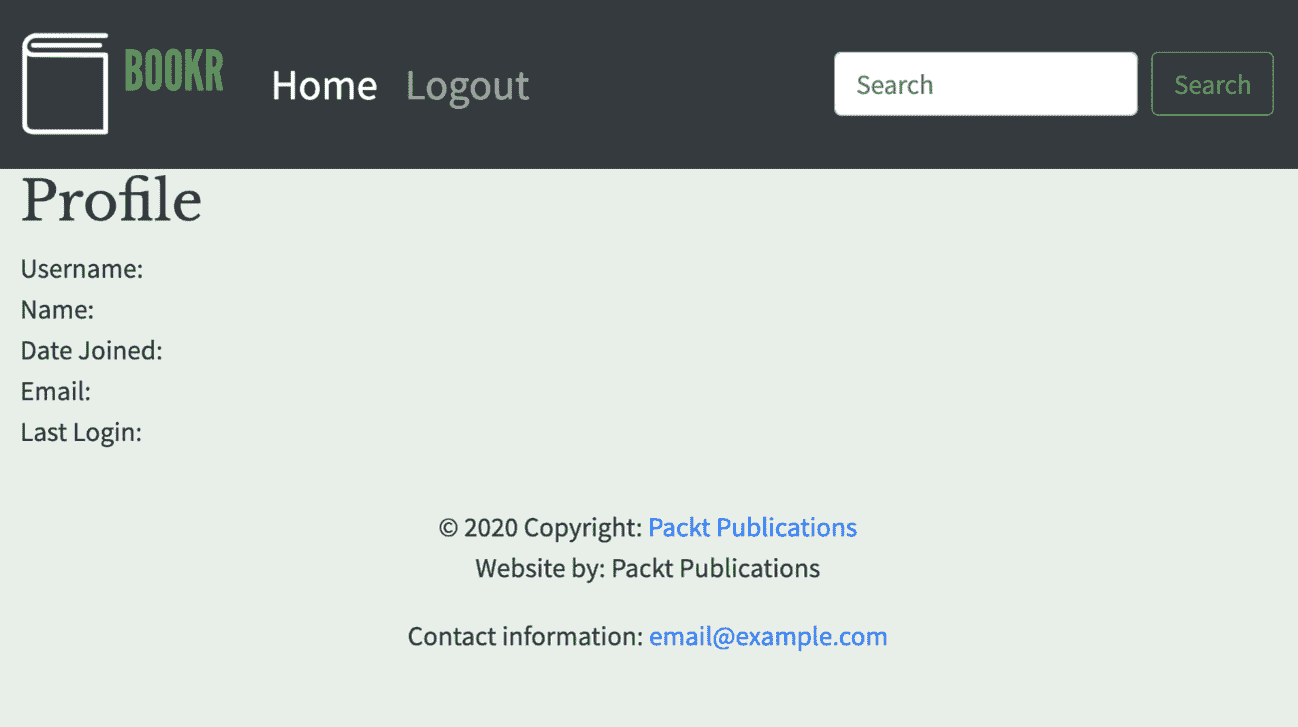 BOOKR Home Logout Search Search
Profile
Username:
Name:
Date Joined:
Email:
Last Login:
© 2020 Copyright: Packt Publications
Website by: Packt Publications
Contact information: email@example.com